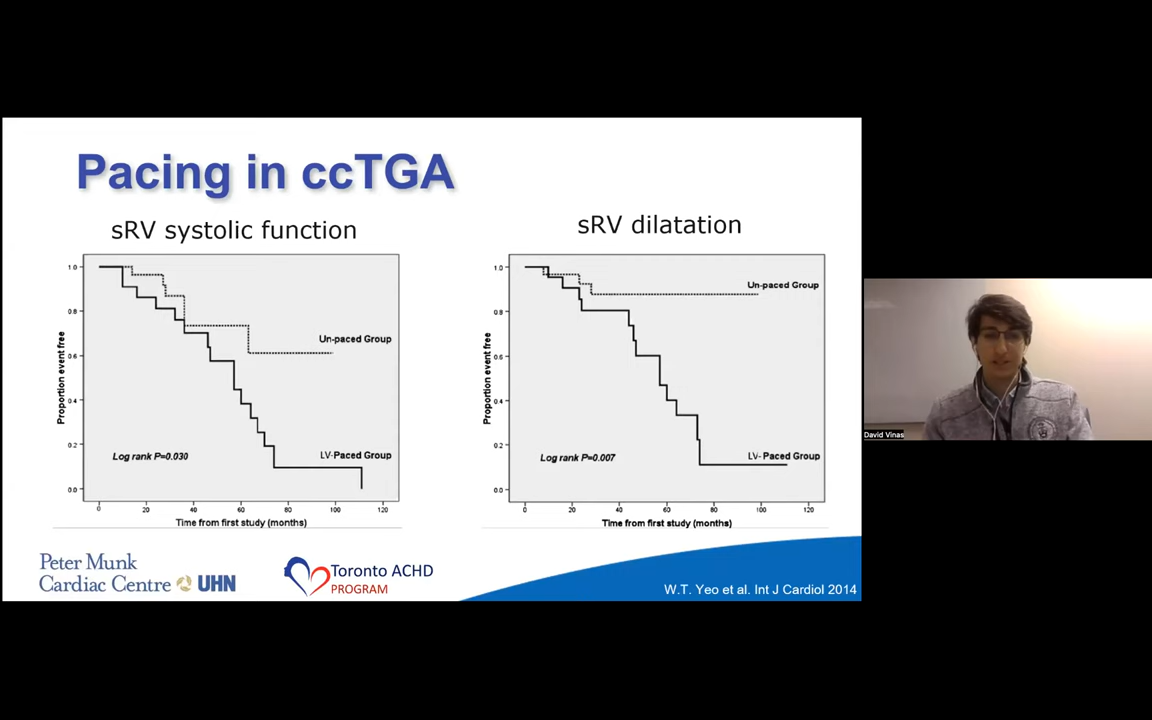 Pacing in ccTGA
sRV systolic function
1.0
0.8
0.6
0.4
0.2
0.0
Proportion event free
Un-paced Group
LV-Paced Group
Log rank P=0.030
0
20
40
60
80
100
120
Time from first study (months)
sRV dilatation
1.0
0.8
0.6
0.4
0.2
0.0
Proportion event free
Un-paced Group
LV- Paced Group
Log rank P=0.007
0
20
40
60
80
100
120
Time from first study (months)
Peter Munk
Cardiac Centre UHN
Toronto ACHD
PROGRAM
W.T. Yeo et al. Int J Cardiol 2014
David Vinas